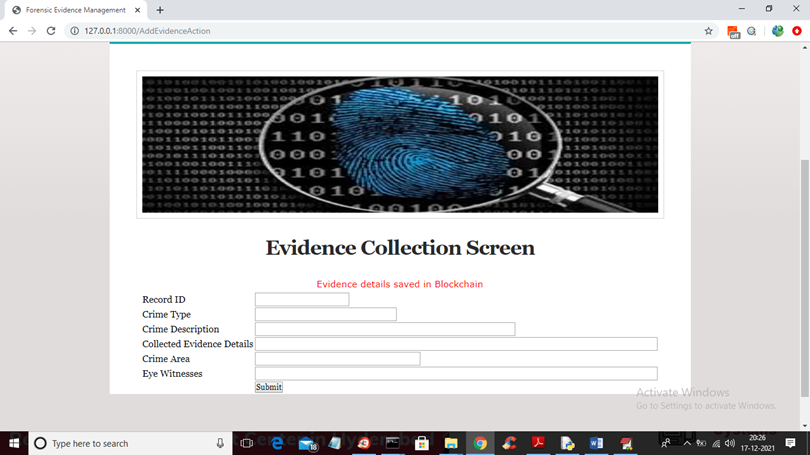 Forensic Evidence Management
127.0.0.1:8000/AddEvidenceAction
off
Evidence Collection Screen
Evidence details saved in Blockchain
Record ID
Crime Type
Crime Description
Collected Evidence Details
Crime Area
Eye Witnesses
Submit
Activate Windows
Go to Settings to activate Windows.
Type here to search
18
20:26
17-12-2021